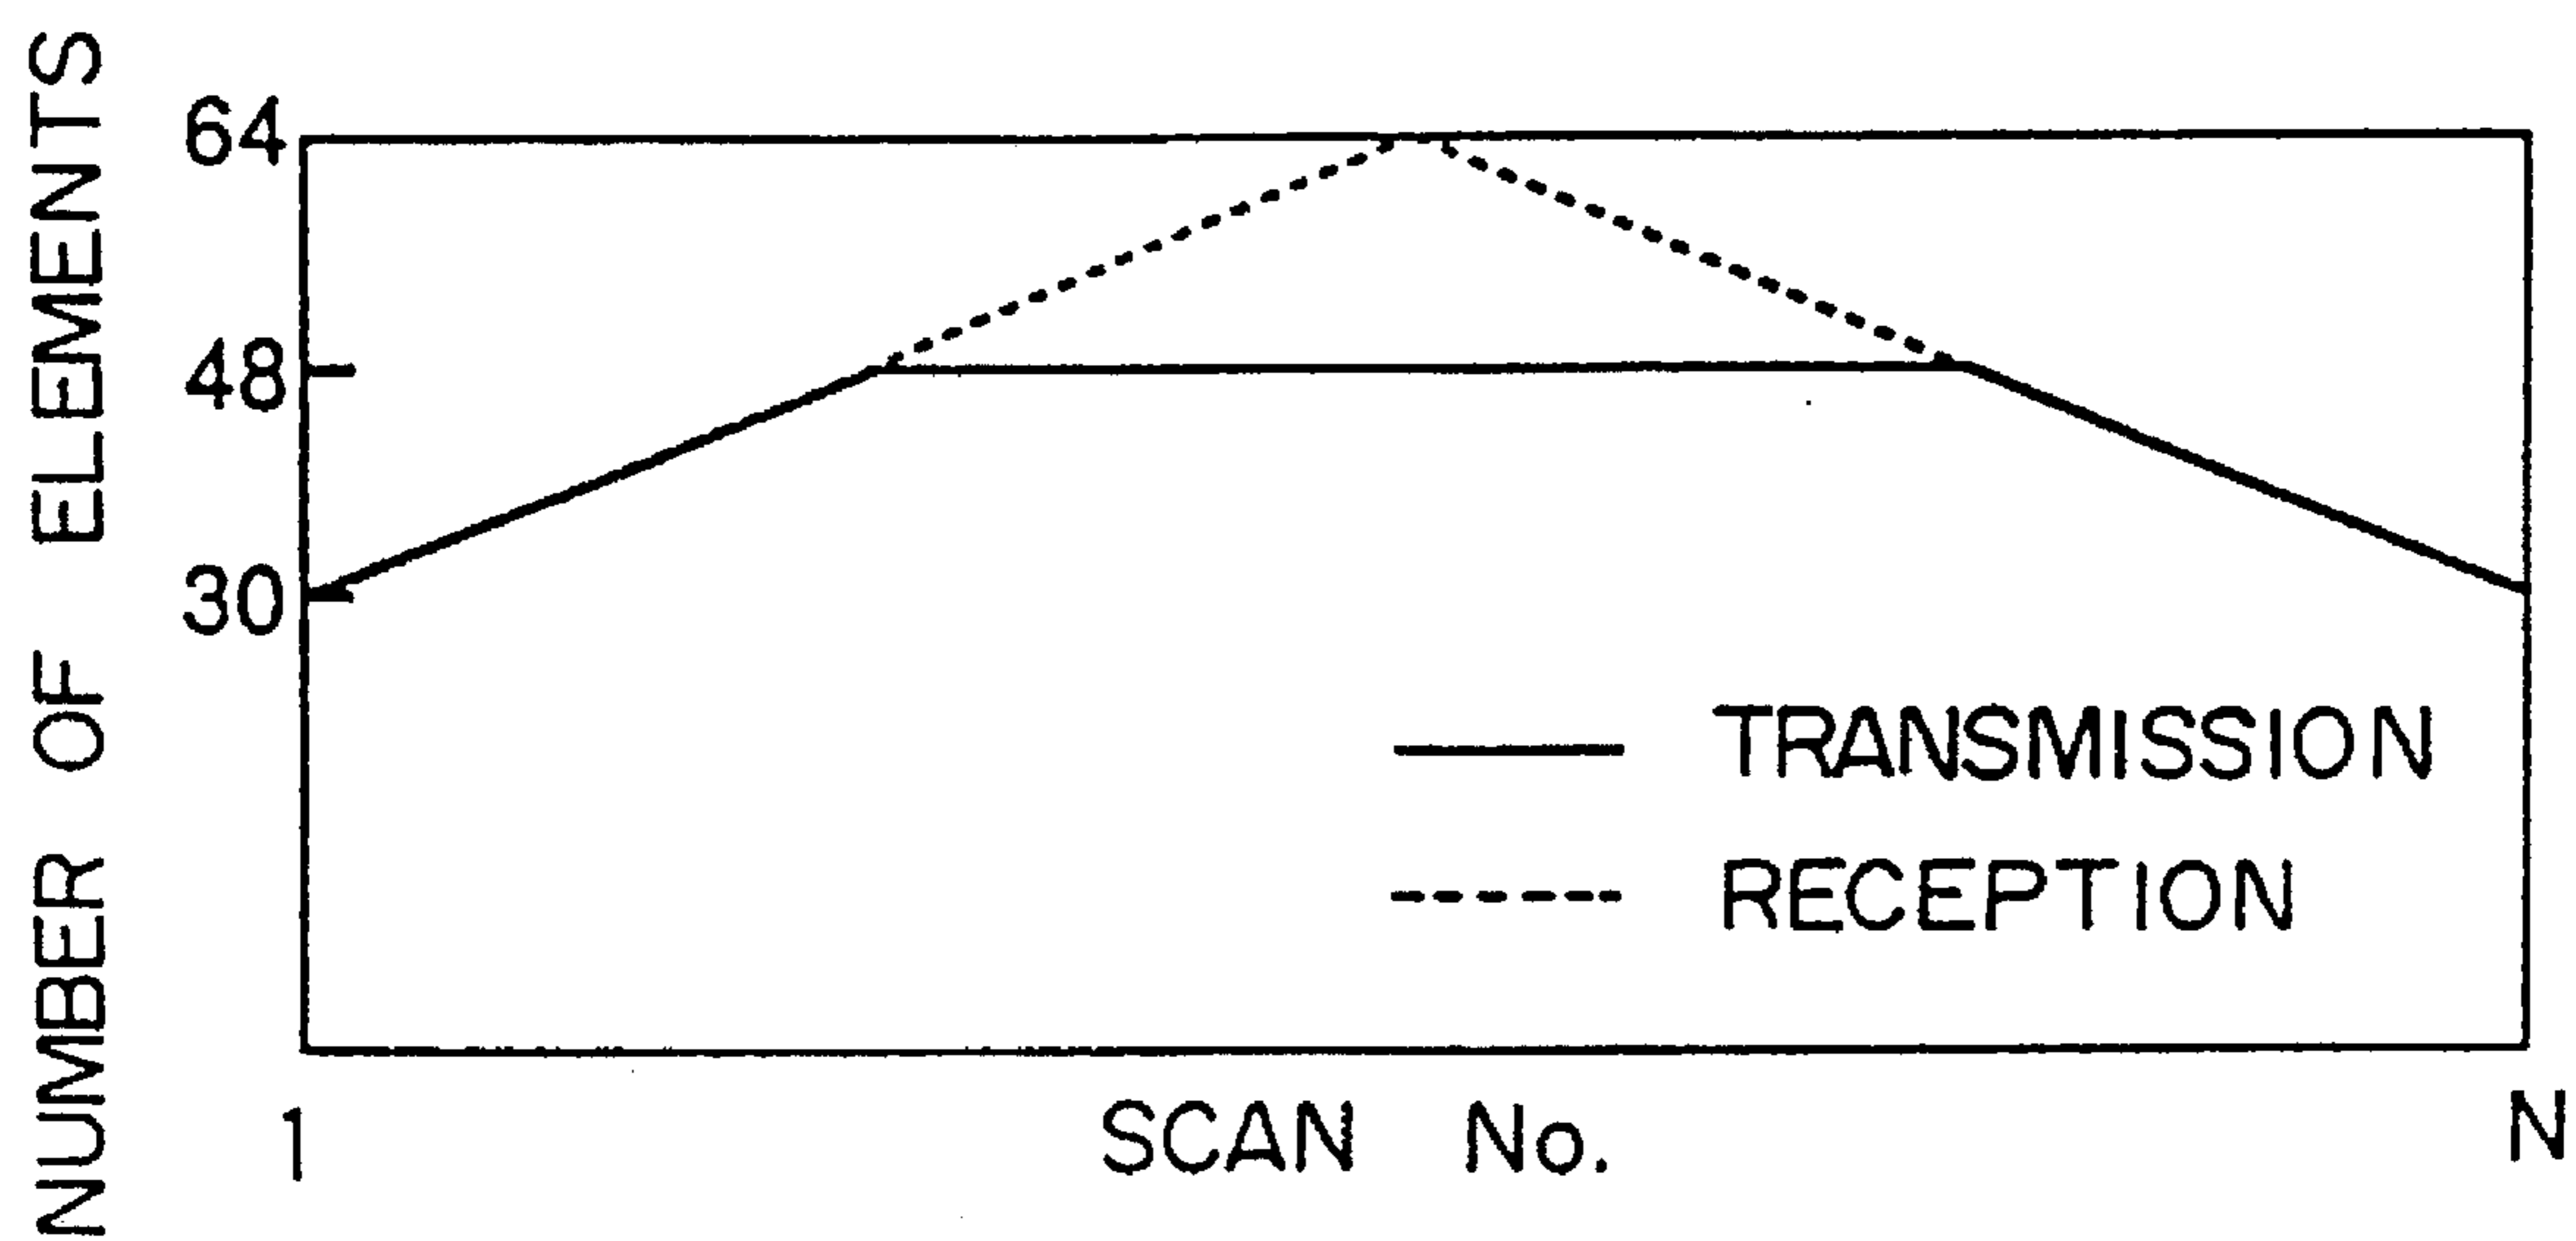 NUMBER OF ELEMENTS
64
48
30
TRANSMISSION
RECEPTION
1
SCAN No.
N